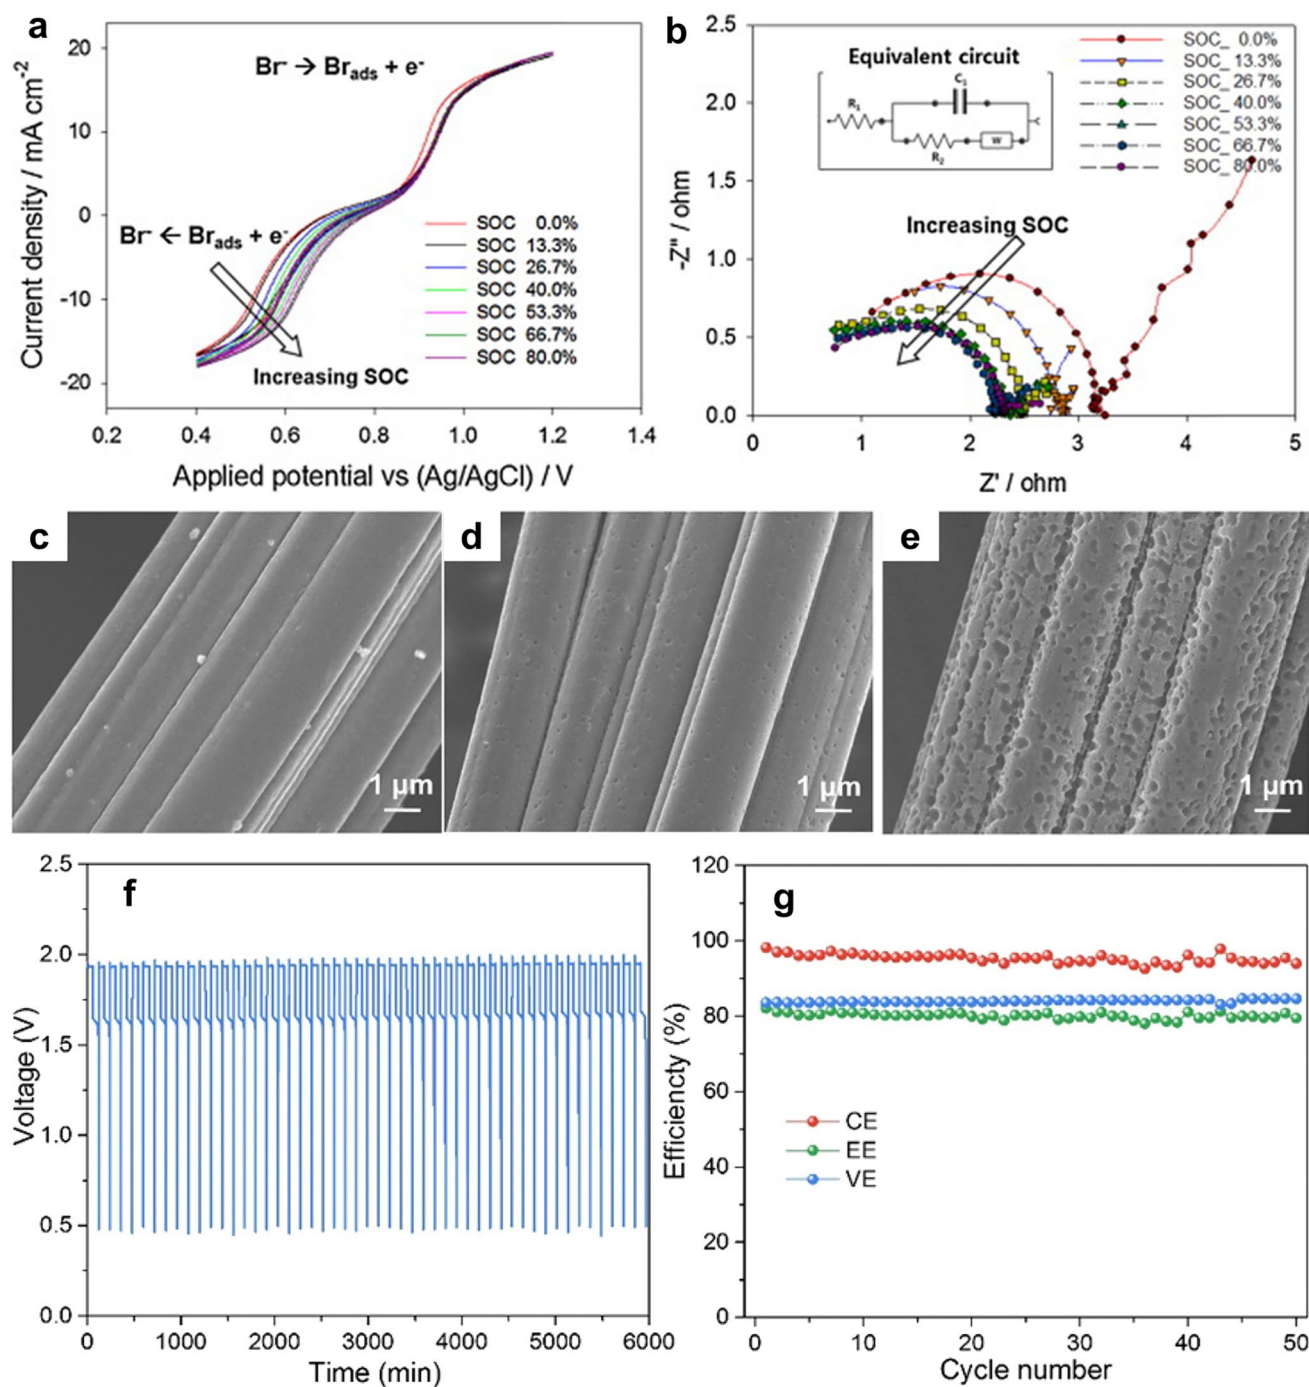 a
Br⁻ → Brads + e⁻
Br⁻ ← Brads + e⁻
Increasing SOC
SOC 0.0%
SOC 13.3%
SOC 26.7%
SOC 40.0%
SOC 53.3%
SOC 66.7%
SOC 80.0%
20
10
0
-10
-20
0.2 0.4 0.6 0.8 1.0 1.2 1.4
Current density / mA cm⁻²
Applied potential vs (Ag/AgCl) / V
b
Equivalent circuit
C₁
R₁
R₂
W
SOC_ 0.0%
SOC_ 13.3%
SOC_ 26.7%
SOC_ 40.0%
SOC_ 53.3%
SOC_ 66.7%
SOC_ 80.0%
Increasing SOC
2.5
2.0
1.5
1.0
0.5
0.0
0 1 2 3 4 5
-Z" / ohm
Z' / ohm
c
1 µm
d
1 µm
e
1 µm
f
2.5
2.0
1.5
1.0
0.5
0.0
0 1000 2000 3000 4000 5000 6000
Voltage (V)
Time (min)
g
120
100
80
60
40
20
0
CE
EE
VE
0 10 20 30 40 50
Efficiencty (%)
Cycle number